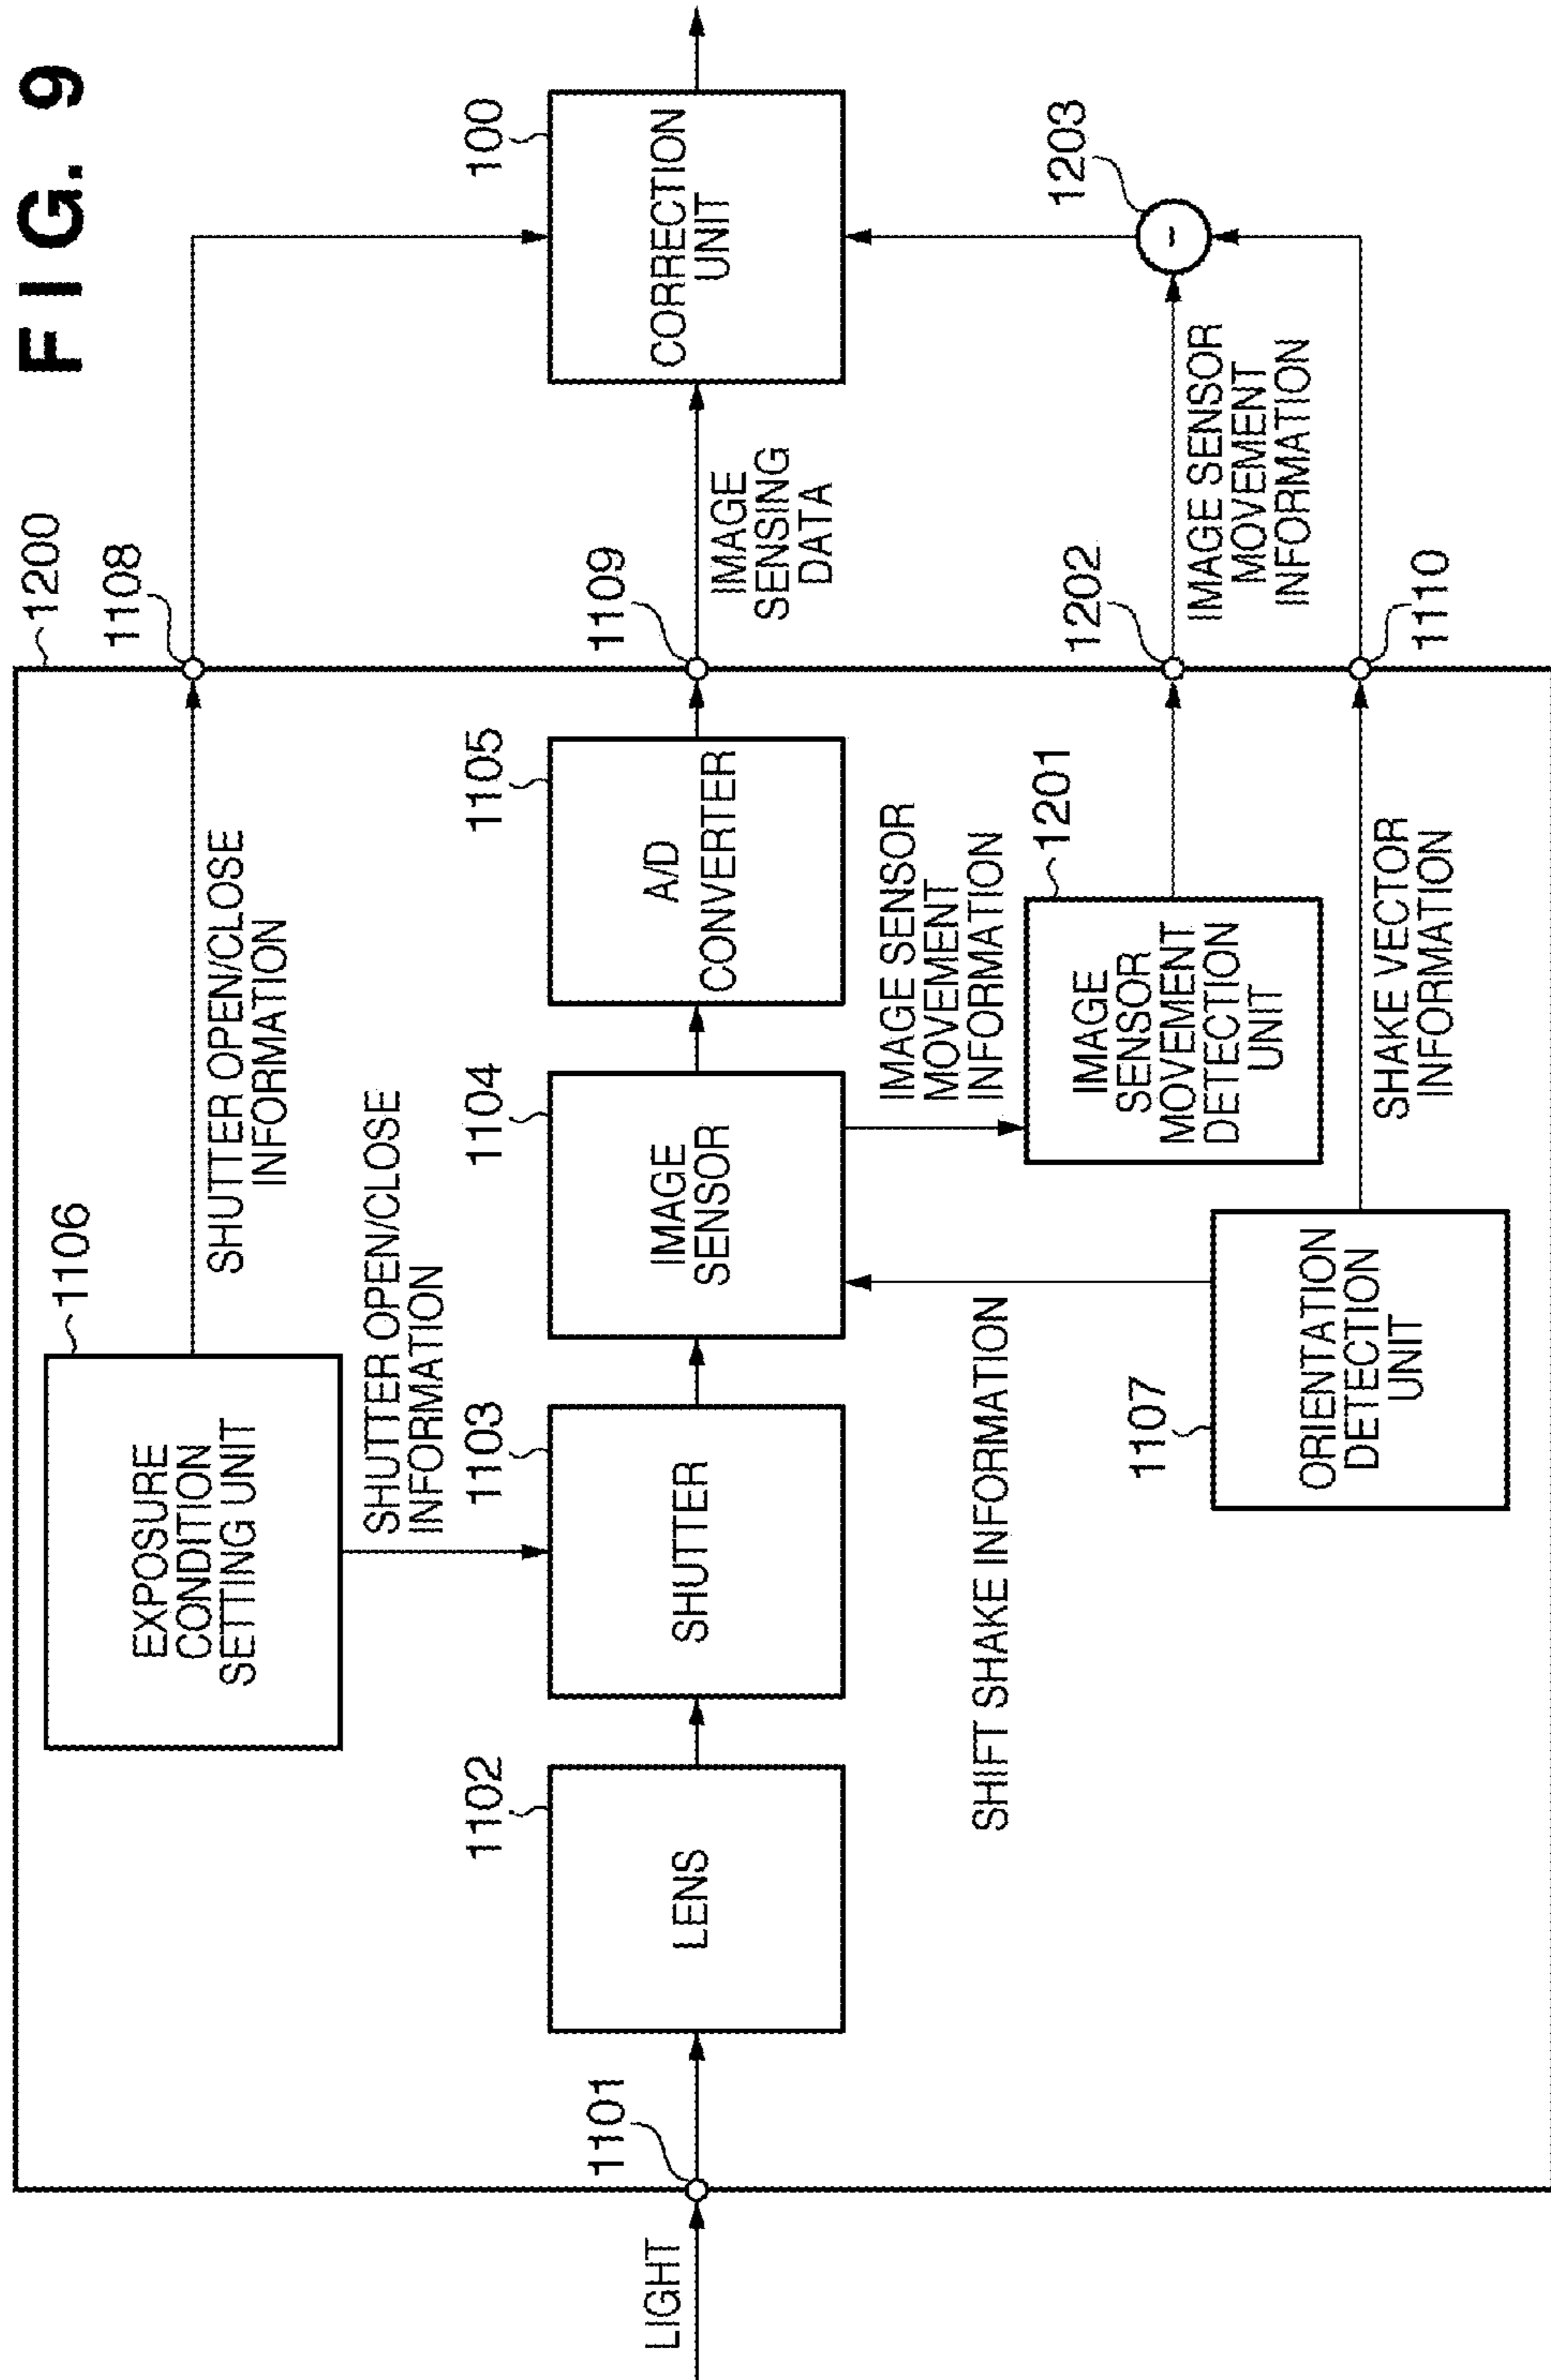 FIG. 9
1200
1106
EXPOSURE
CONDITION
SETTING UNIT
SHUTTER OPEN/CLOSE
INFORMATION
1108
SHUTTER OPEN/CLOSE
INFORMATION
LIGHT
1101
1102
LENS
1103
SHUTTER
1104
IMAGE
SENSOR
1105
A/D
CONVERTER
1109
IMAGE
SENSING
DATA
100
CORRECTION
UNIT
IMAGE SENSOR
MOVEMENT
INFORMATION
SHIFT SHAKE INFORMATION
1201
IMAGE
SENSOR
MOVEMENT
DETECTION
UNIT
1202
IMAGE SENSOR
MOVEMENT
INFORMATION
1203
-
1107
ORIENTATION
DETECTION
UNIT
SHAKE VECTOR
INFORMATION
1110